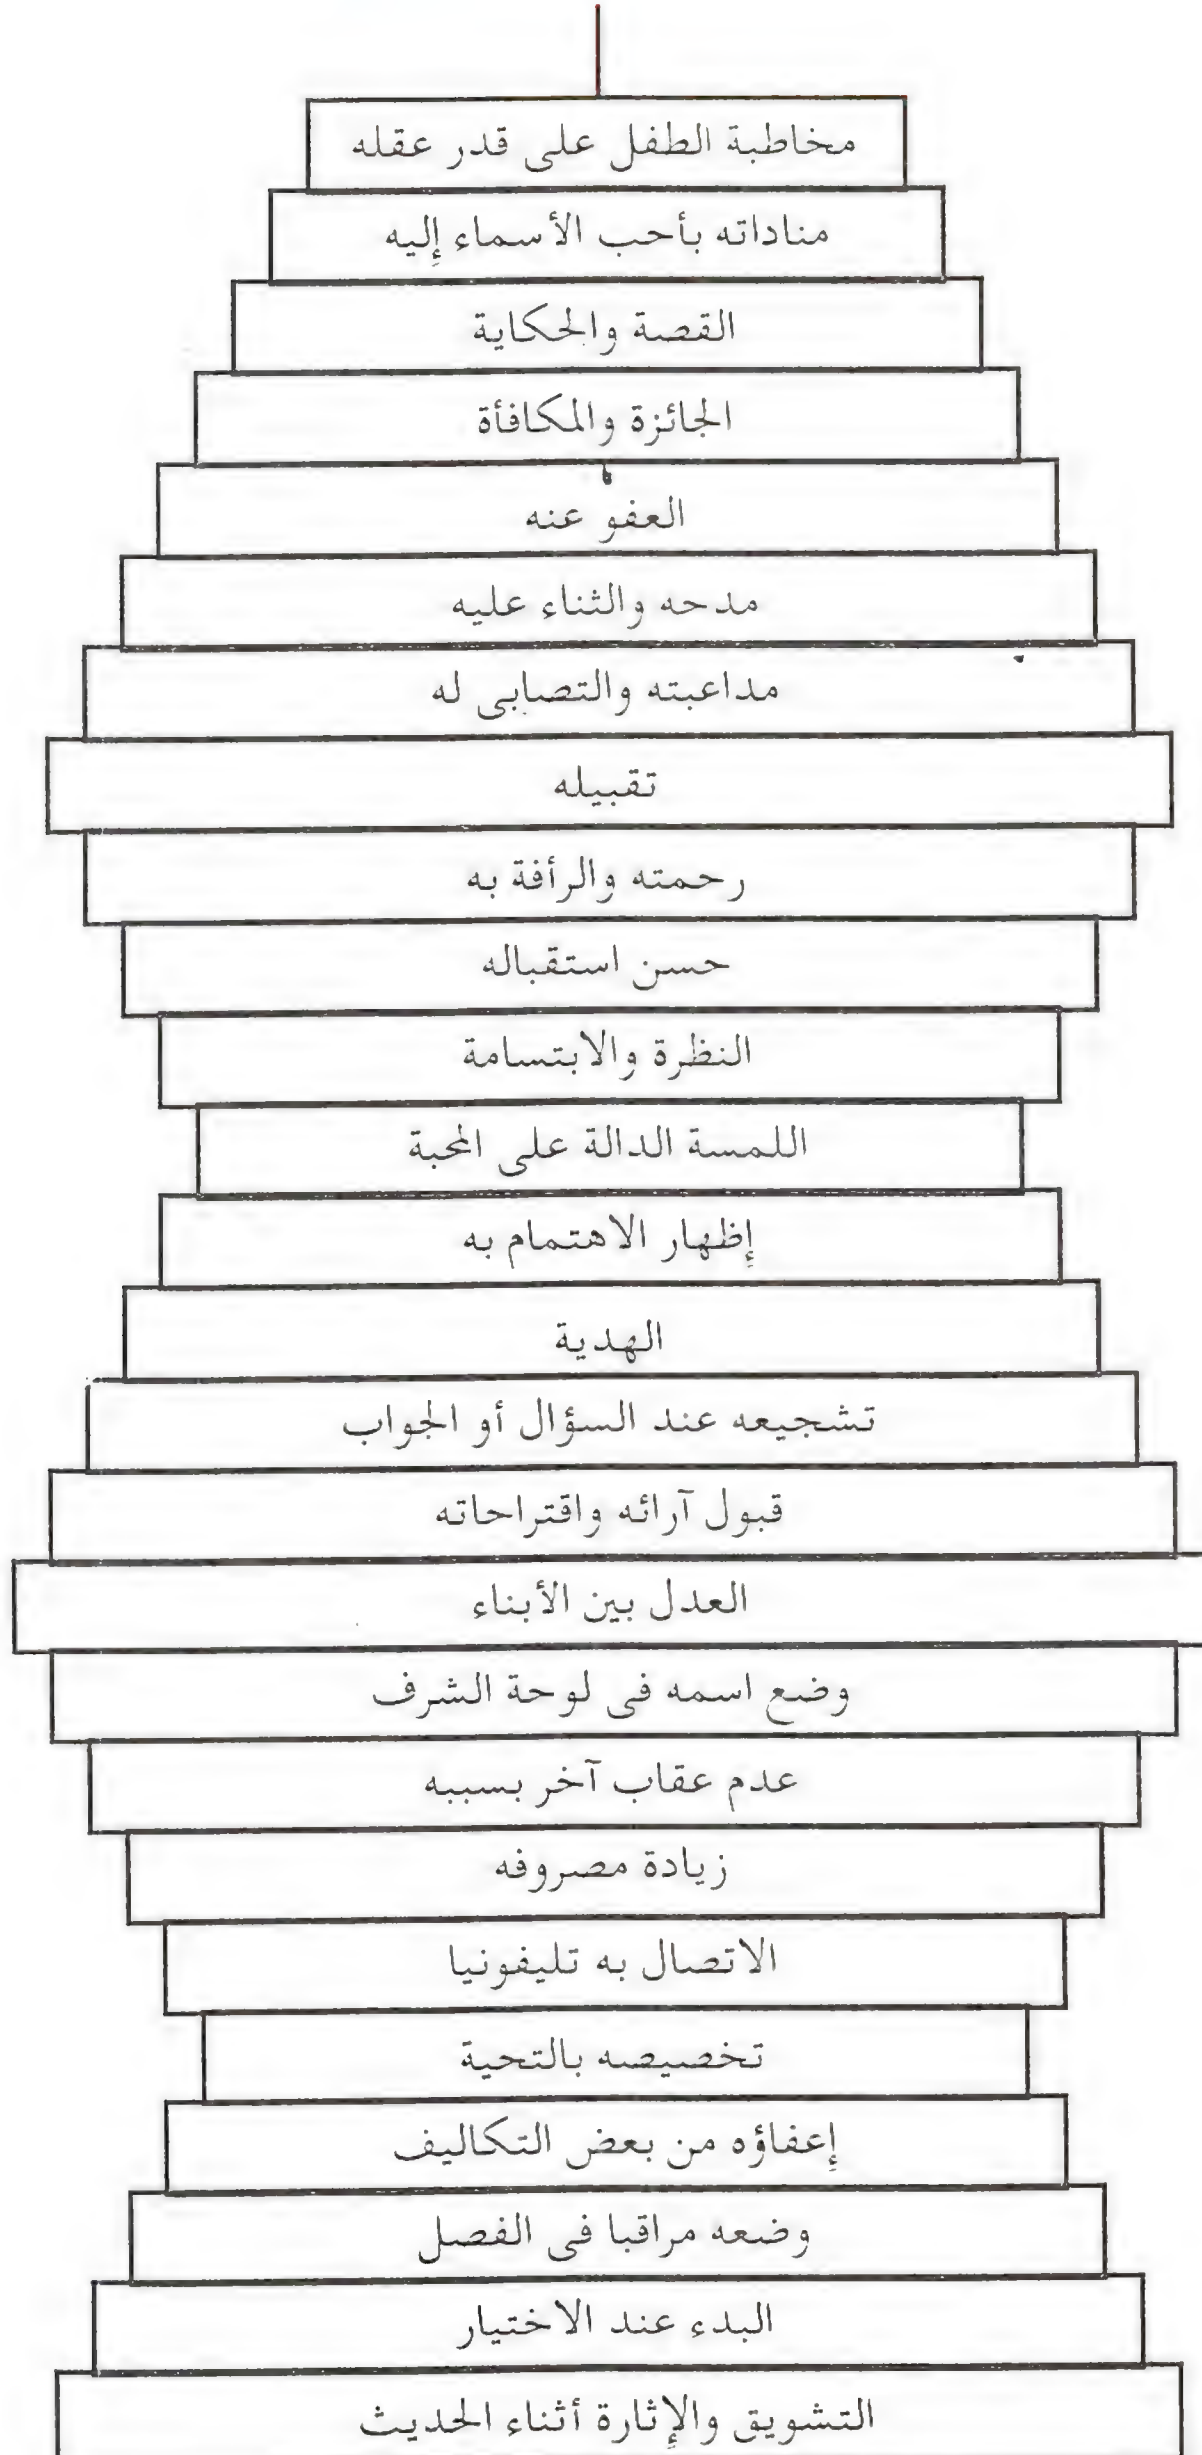 مخاطبة الطفل على قدر عقله
مناداته بأحب الأسماء إليه
القصة والحكاية
الجائزة والمكافأة
العفو عنه
مدحه والثناء عليه
مداعبته والتصابى له
تقبيله
رحمته والرأفة به
حسن استقباله
النظرة والابتسامة
اللمسة الدالة على المحبة
إظهار الاهتمام به
الهدية
تشجيعه عند السؤال أو الجواب
قبول آرائه واقتراحاته
العدل بين الأبناء
وضع اسمه فى لوحة الشرف
عدم عقاب آخر بسببه
زيادة مصروفه
الاتصال به تليفونيا
تخصيصه بالتحية
إعفاؤه من بعض التكاليف
وضعه مراقبا فى الفصل
البدء عند الاختيار
التشويق والإثارة أثناء الحديث